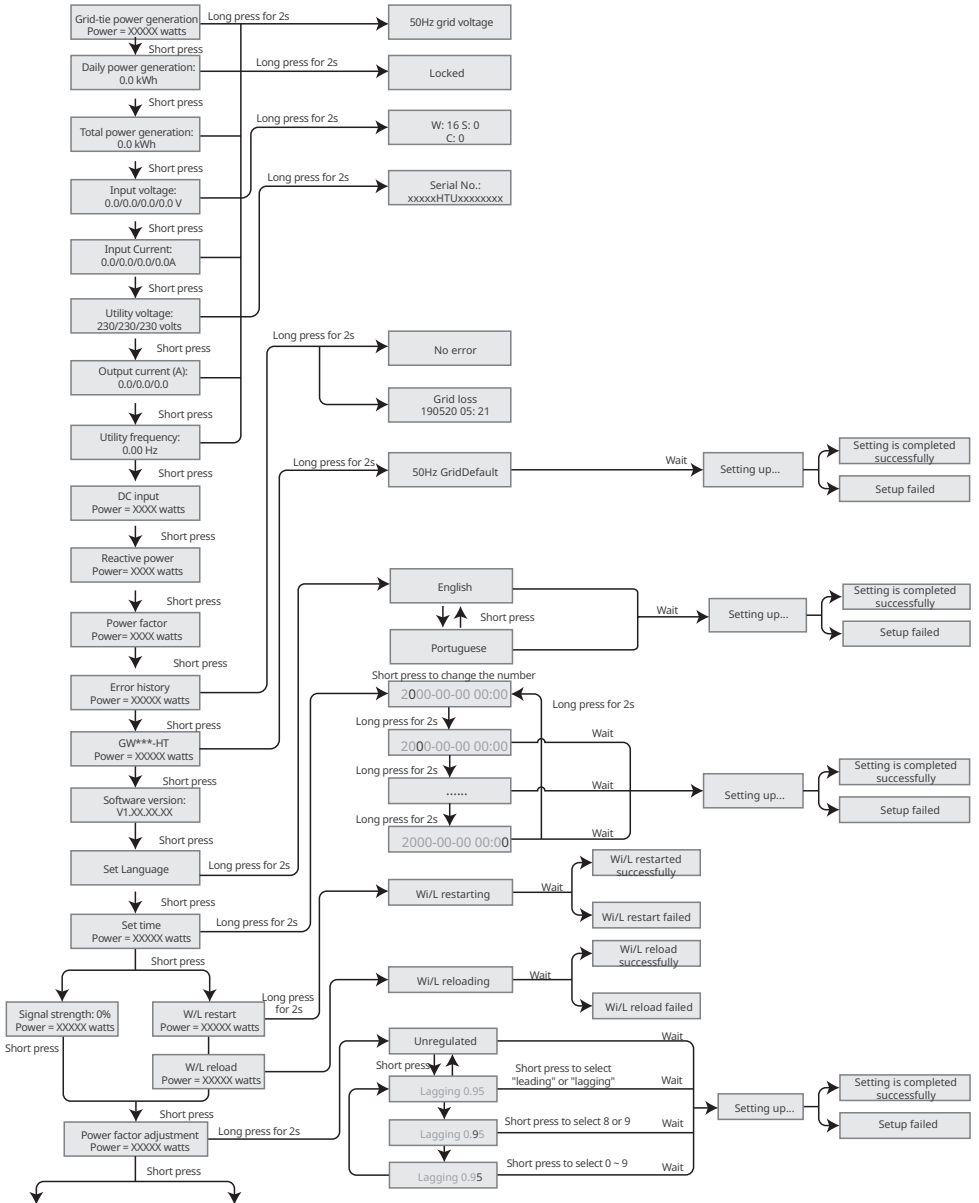 Grid-tie power generation
Power = XXXXX watts
Long press for 2s
50Hz grid voltage
Short press
Daily power generation:
0.0 kWh
Long press for 2s
Locked
Short press
Total power generation:
0.0 kWh
Long press for 2s
W: 16 S: 0
C: 0
Short press
Input voltage:
0.0/0.0/0.0/0.0 V
Long press for 2s
Serial No.:
xxxxxHTUxxxxxxxx
Short press
Input Current:
0.0/0.0/0.0/0.0A
Short press
Utility voltage:
230/230/230 volts
Short press
Long press for 2s
No error
Output current (A):
0.0/0.0/0.0
Grid loss
190520 05: 21
Short press
Utility frequency:
0.00 Hz
Short press
Long press for 2s
50Hz GridDefault
Wait
Setting up...
Setting is completed
successfully
Setup failed
DC input
Power = XXXX watts
Short press
Reactive power
Power= XXXX watts
Short press
Power factor
Power= XXXX watts
Short press
English
Short press
Portuguese
Wait
Setting up...
Setting is completed
successfully
Setup failed
Error history
Power = XXXXX watts
Short press
GW***-HT
Power = XXXXX watts
Short press
Software version:
V1.XX.XX.XX
Short press
Short press to change the number
2000-00-00 00:00
Long press for 2s
Long press for 2s
2000-00-00 00:00
Wait
Long press for 2s
......
Wait
Long press for 2s
2000-00-00 00:00
Wait
Setting up...
Setting is completed
successfully
Setup failed
Set Language
Long press for 2s
Short press
Set time
Power = XXXXX watts
Long press for 2s
Short press
Wi/L restarting
Wait
Wi/L restarted
successfully
Wi/L restart failed
Signal strength: 0%
Power = XXXXX watts
Short press
W/L restart
Power = XXXXX watts
Long press
for 2s
Wi/L reloading
Wait
Wi/L reload
successfully
Wi/L reload failed
W/L reload
Power = XXXXX watts
Short press
Power factor adjustment
Power = XXXXX watts
Long press for 2s
Short press
Unregulated
Wait
Short press
Short press to select
"leading" or "lagging"
Lagging 0.95
Wait
Short press to select 8 or 9
Lagging 0.95
Wait
Short press to select 0 ~ 9
Lagging 0.95
Wait
Setting up...
Setting is completed
successfully
Setup failed